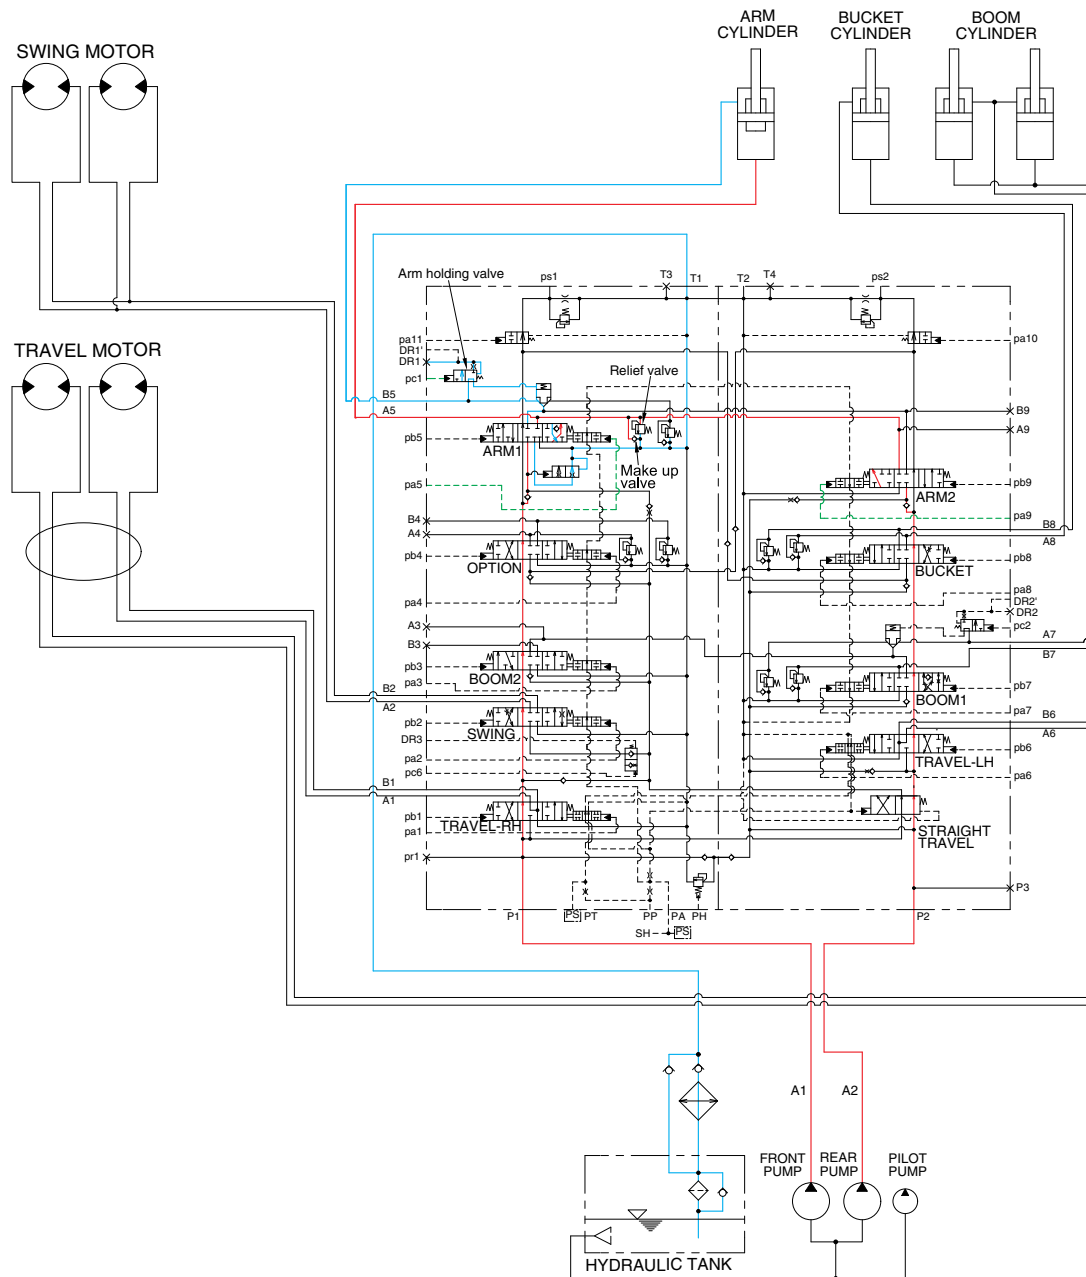 ARM
CYLINDER
BUCKET
CYLINDER
BOOM
CYLINDER
SWING MOTOR
TRAVEL MOTOR
Arm holding valve
ps1
T3
T1
T2
T4
ps2
pa11
DR1'
DR1
pc1
B5
A5
pb5
pa5
B4
A4
pb4
pa4
A3
B3
pb3
pa3
B2
A2
pb2
DR3
pa2
pc6
B1
A1
pb1
pa1
pr1
ARM1
OPTION
BOOM2
SWING
TRAVEL-RH
Relief valve
Make up
valve
pa10
B9
A9
pb9
pa9
B8
A8
pb8
pa8
DR2'
DR2
pc2
A7
B7
pb7
pa7
B6
A6
pb6
pa6
P3
ARM2
BUCKET
BOOM1
TRAVEL-LH
STRAIGHT
TRAVEL
P1
PS
PT
PP
PA
PH
P2
SH
PS
A1
A2
FRONT
PUMP
REAR
PUMP
PILOT
PUMP
HYDRAULIC TANK